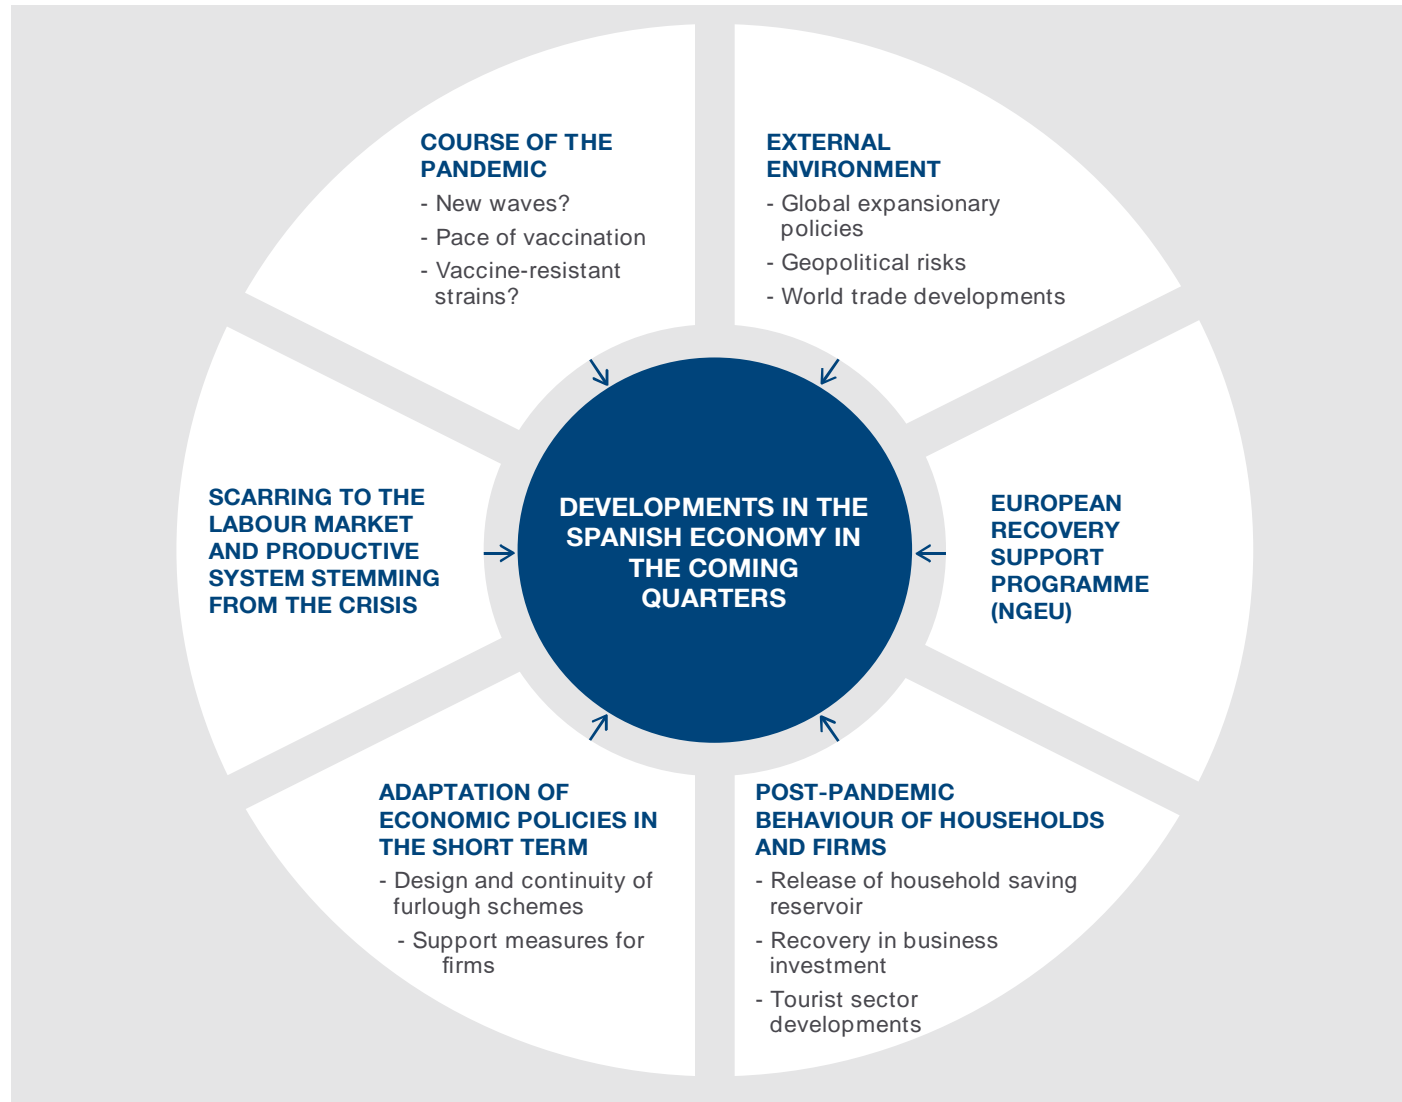 COURSE OF THE
PANDEMIC
- New waves?
- Pace of vaccination
- Vaccine-resistant
strains?
EXTERNAL
ENVIRONMENT
- Global expansionary
policies
- Geopolitical risks
- World trade developments
SCARRING TO THE
LABOUR MARKET
AND PRODUCTIVE
SYSTEM STEMMING
FROM THE CRISIS
DEVELOPMENTS IN THE
SPANISH ECONOMY IN
THE COMING
QUARTERS
EUROPEAN
RECOVERY
SUPPORT
PROGRAMME
(NGEU)
ADAPTATION OF
ECONOMIC POLICIES IN
THE SHORT TERM
- Design and continuity of
furlough schemes
- Support measures for
firms
POST-PANDEMIC
BEHAVIOUR OF HOUSEHOLDS
AND FIRMS
- Release of household saving
reservoir
- Recovery in business
investment
- Tourist sector
developments